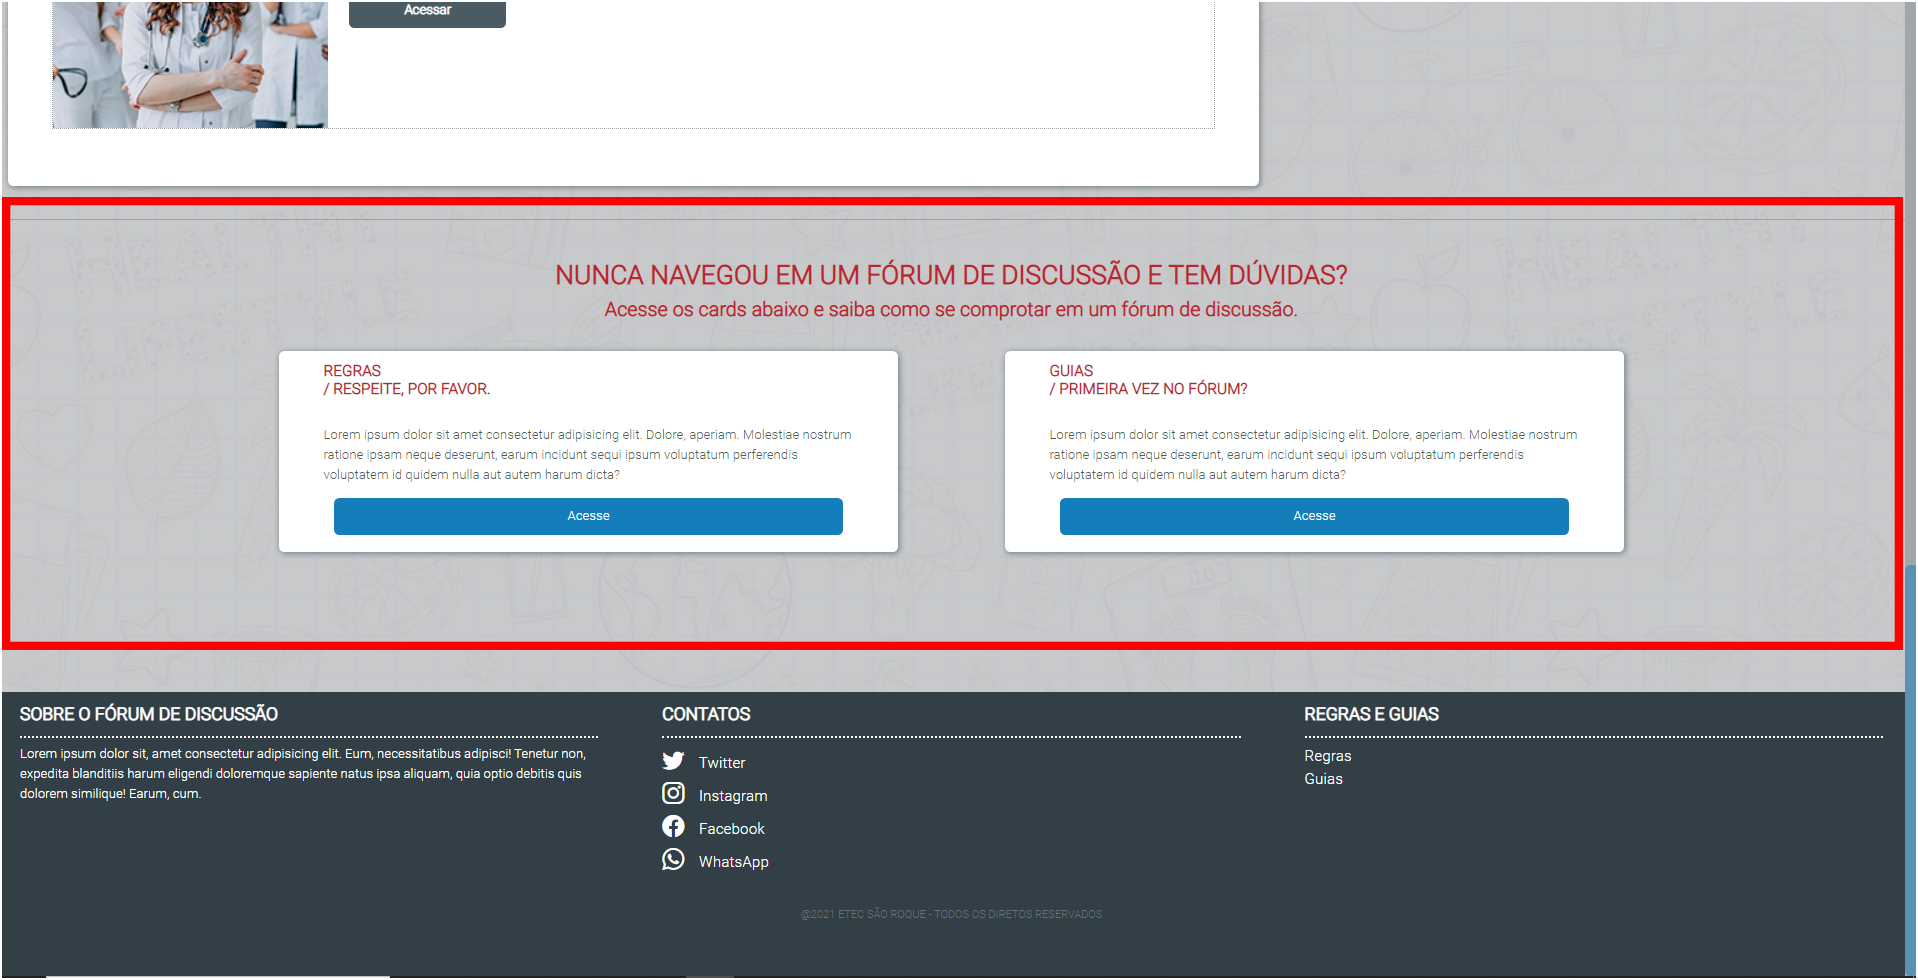 Acessar
NUNCA NAVEGOU EM UM FÓRUM DE DISCUSSÃO E TEM DÚVIDAS?
Acesse os cards abaixo e saiba como se comprotar em um fórum de discussão.
REGRAS
/ RESPEITE, POR FAVOR.
Lorem ipsum dolor sit amet consectetur adipisicing elit. Dolore, aperiam. Molestiae nostrum
ratione ipsam neque deserunt, earum incidunt sequi ipsum voluptatum perferendis
voluptatem id quidem nulla aut autem harum dicta?
Acesse
GUIAS
/ PRIMEIRA VEZ NO FÓRUM?
Lorem ipsum dolor sit amet consectetur adipisicing elit. Dolore, aperiam. Molestiae nostrum
ratione ipsam neque deserunt, earum incidunt sequi ipsum voluptatum perferendis
voluptatem id quidem nulla aut autem harum dicta?
Acesse
SOBRE O FÓRUM DE DISCUSSÃO
Lorem ipsum dolor sit, amet consectetur adipisicing elit. Eum, necessitatibus adipisci! Tenetur non,
expedita blanditiis harum eligendi doloremque sapiente natus ipsa aliquam, quia optio debitis quis
dolorem similique! Earum, cum.
CONTATOS
Twitter
Instagram
Facebook
WhatsApp
REGRAS E GUIAS
Regras
Guias
@2021 ETEC SÃO ROQUE - TODOS OS DIRETOS RESERVADOS